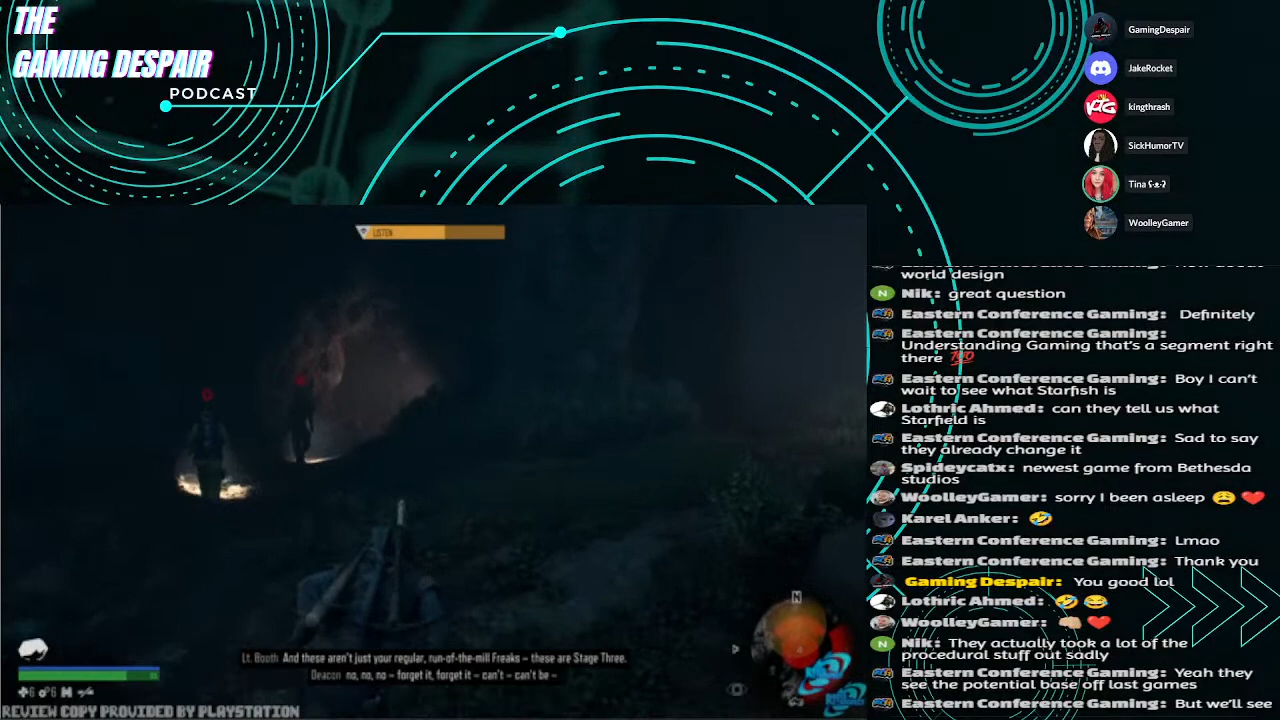 THE
GAMING DESPAIR
PODCAST
GamingDespair
JakeRocket
kingthrash
SickHumorTV
Tina ʕ·ᴥ·ʔ
WoolleyGamer
LISTEN
world design
Nik: great question
Eastern Conference Gaming: Definitely
Eastern Conference Gaming:
Understanding Gaming that's a segment right
there 💯
Eastern Conference Gaming: Boy I can't
wait to see what Starfish is
Lothric Ahmed: can they tell us what
Starfield is
Eastern Conference Gaming: Sad to say
they already change it
Spideycatx: newest game from Bethesda
studios
WoolleyGamer: sorry I been asleep 😩 ❤️
Karel Anker: 🤣
Eastern Conference Gaming: Lmao
Eastern Conference Gaming: Thank you
Gaming Despair: You good lol
Lothric Ahmed: 🤣 😂
WoolleyGamer: 👊🏼 ❤️
Nik: They actually took a lot of the
procedural stuff out sadly
Eastern Conference Gaming: Yeah they
see the potential base off last games
Eastern Conference Gaming: But we'll see
N
Lt. Booth And these aren't just your regular, run-of-the-mill Freaks – these are Stage Three.
Deacon no, no, no – forget it, forget it – can't – can't be –
REVIEW COPY PROVIDED BY PLAYSTATION